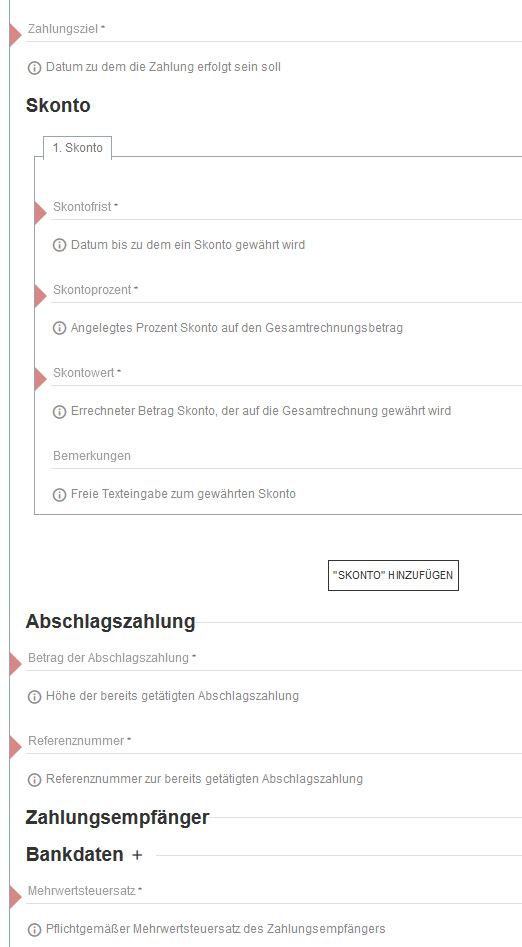 Zahlungsziel *
Datum zu dem die Zahlung erfolgt sein soll
Skonto
1. Skonto
Skontofrist *
Datum bis zu dem ein Skonto gewährt wird
Skontoprozent *
Angelegtes Prozent Skonto auf den Gesamtrechnungsbetrag
Skontowert *
Errechneter Betrag Skonto, der auf die Gesamtrechnung gewährt wird
Bemerkungen
Freie Texteingabe zum gewährten Skonto
"SKONTO" HINZUFÜGEN
Abschlagszahlung
Betrag der Abschlagszahlung *
Höhe der bereits getätigten Abschlagszahlung
Referenznummer *
Referenznummer zur bereits getätigten Abschlagszahlung
Zahlungsempfänger
Bankdaten +
Mehrwertsteuersatz *
Pflichtgemäßer Mehrwertsteuersatz des Zahlungsempfängers